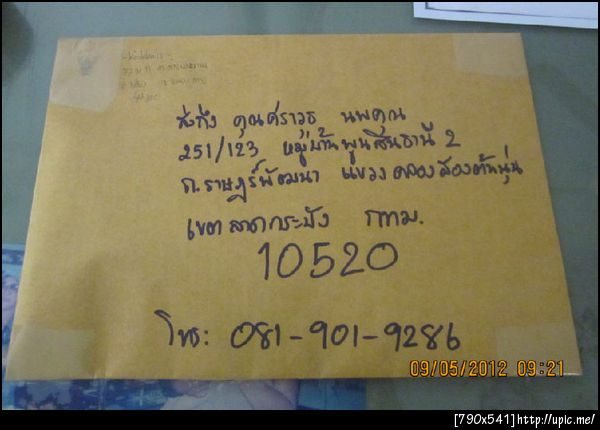 ส่งถึง คุณศราวุธ นพคุณ
251/123 หมู่บ้านพูนสินธานี 2
ถ.ราษฎร์พัฒนา แขวงคลองสองต้นนุ่น
เขตลาดกระบัง กทม.
10520
โทร: 081-901-9286
09/05/2012 09:21
[790x541]http://upic.me/